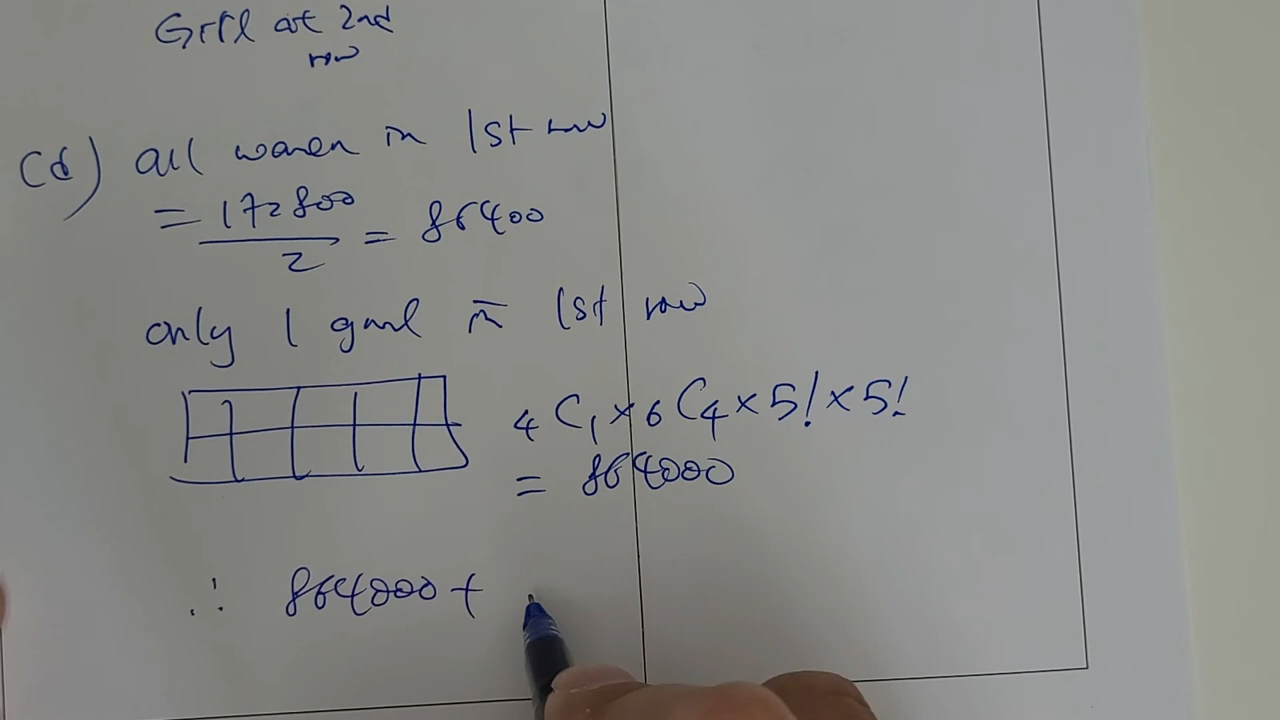 Girl at 2nd
row
(d) all women in 1st row
= 172800/2 = 86400
only 1 girl in 1st row
4C1 × 6C4 × 5! × 5!
= 864000
∴ 864000 +